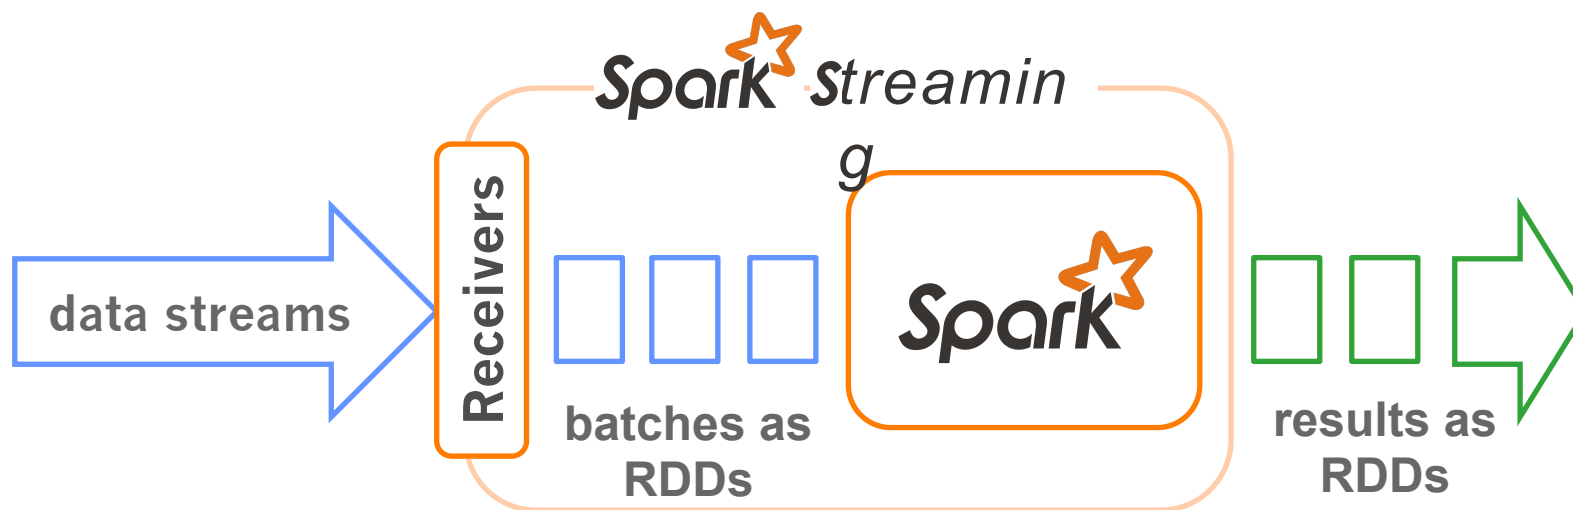 Spark Streamin
g
data streams
Receivers
batches as
RDDs
Spark
results as
RDDs